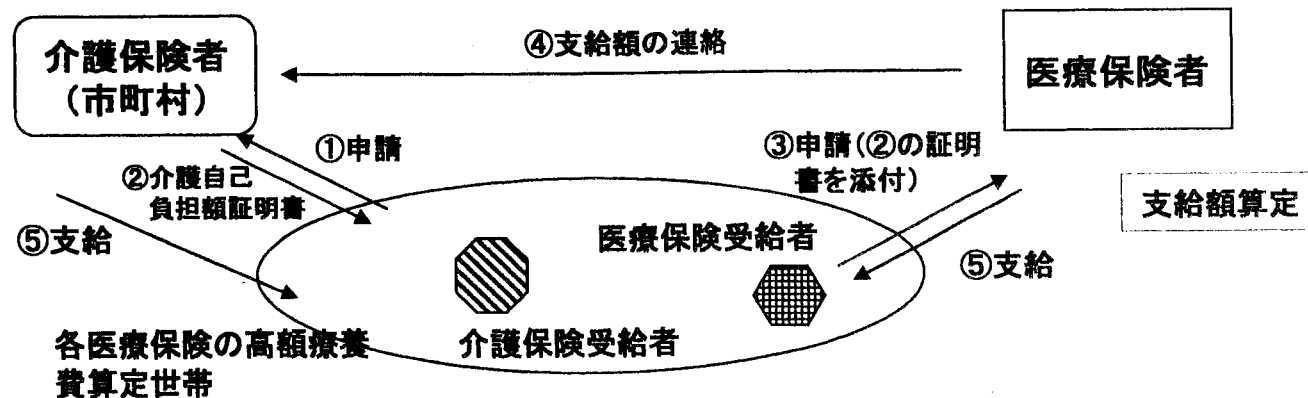 介護保険者
（市町村）
④支給額の連絡
医療保険者
①申請
②介護自己
負担額証明書
③申請（②の証明
書を添付）
支給額算定
⑤支給
医療保険受給者
⑤支給
介護保険受給者
各医療保険の高額療養
費算定世帯